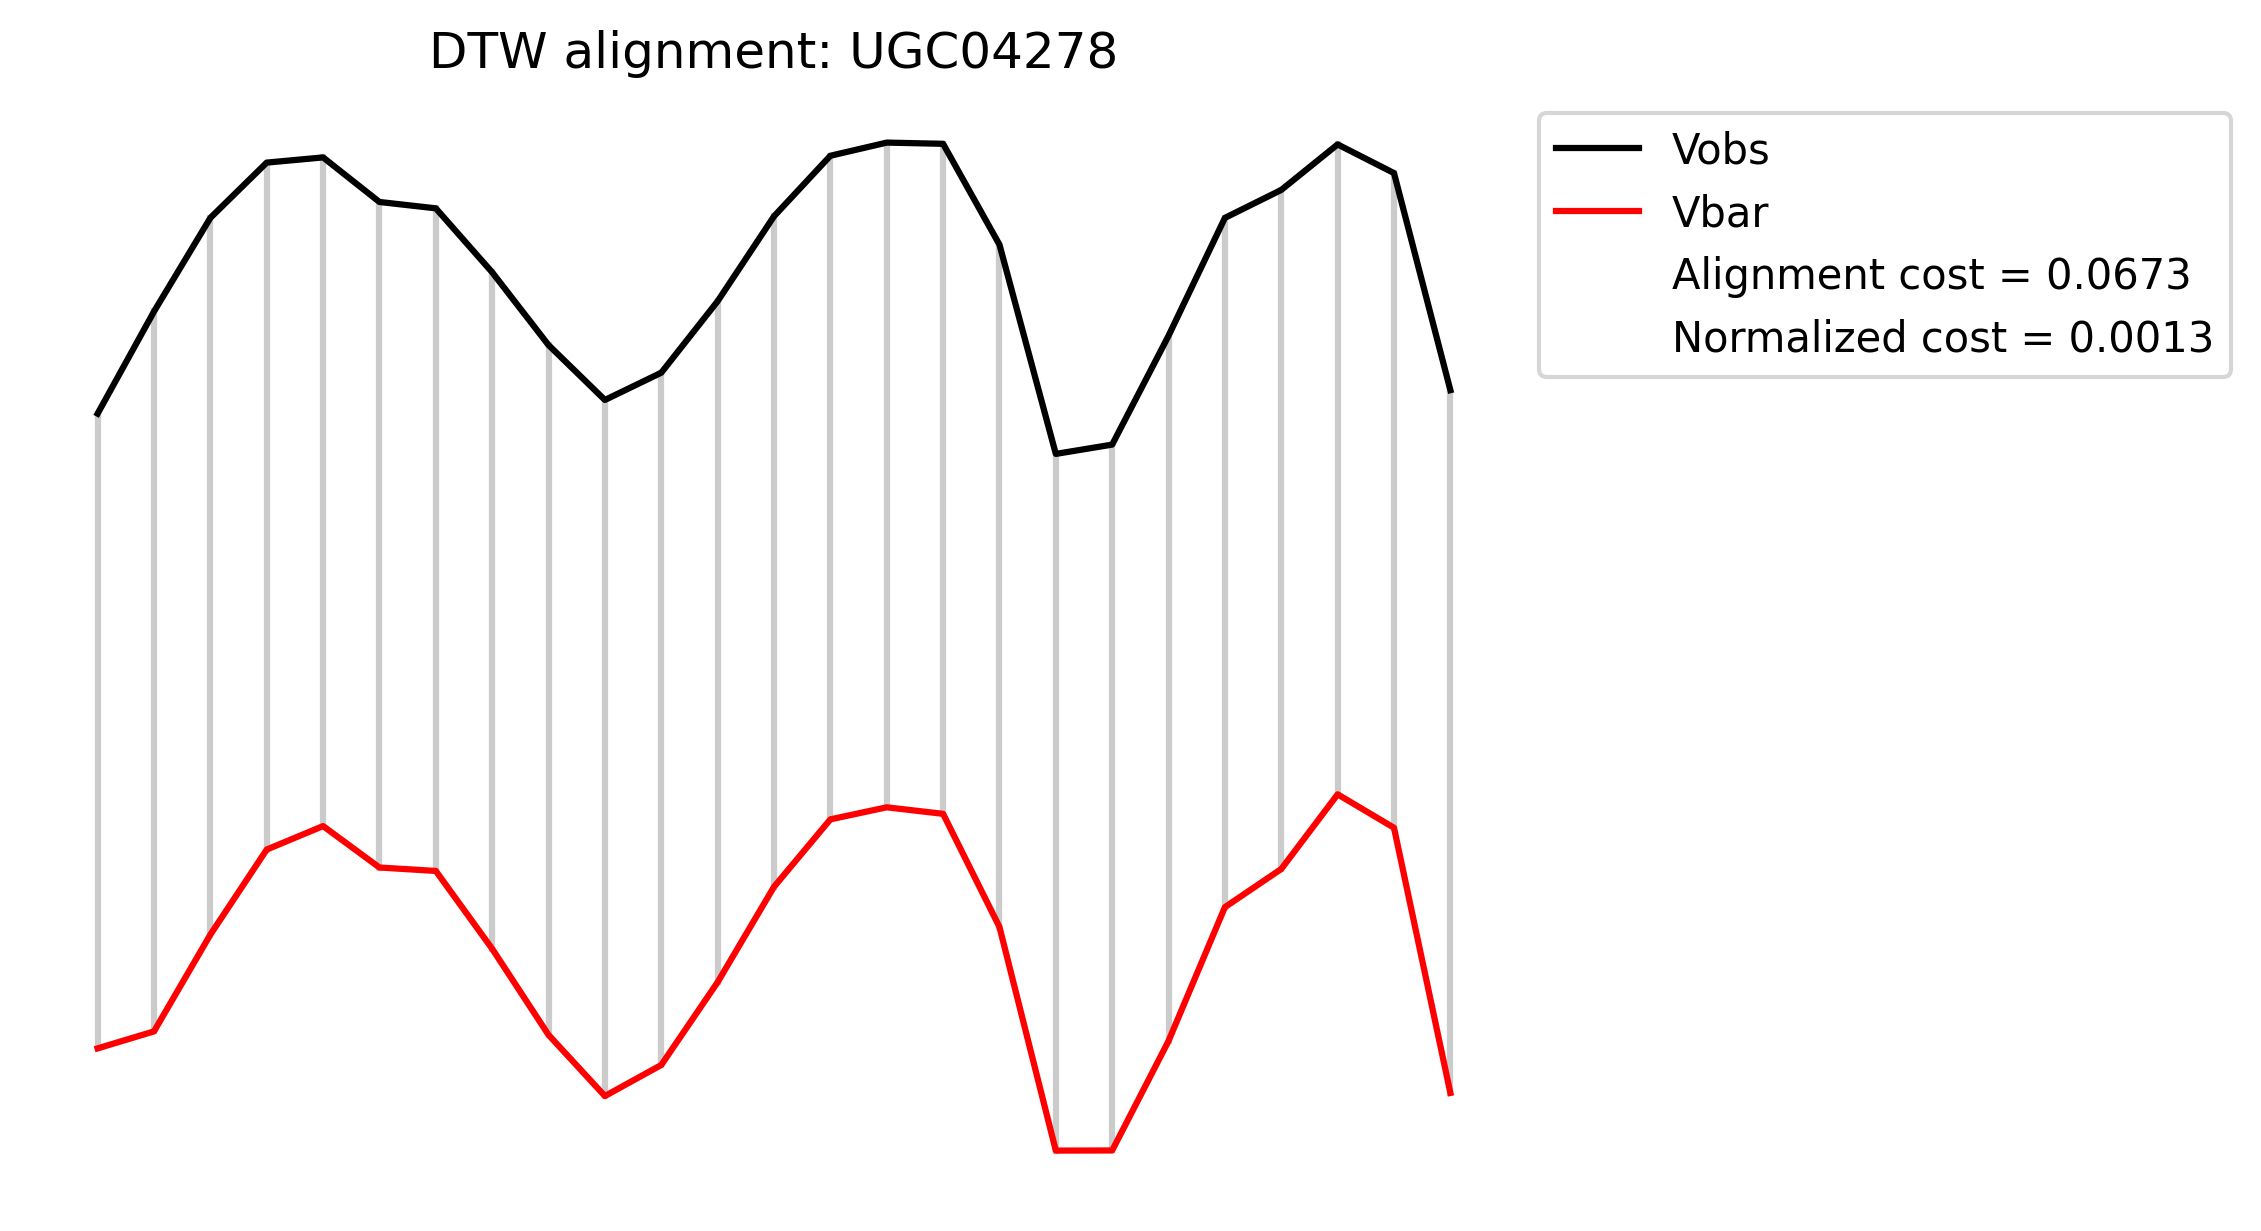 DTW alignment: UGC04278
Vobs
Vbar
Alignment cost = 0.0673
Normalized cost = 0.0013